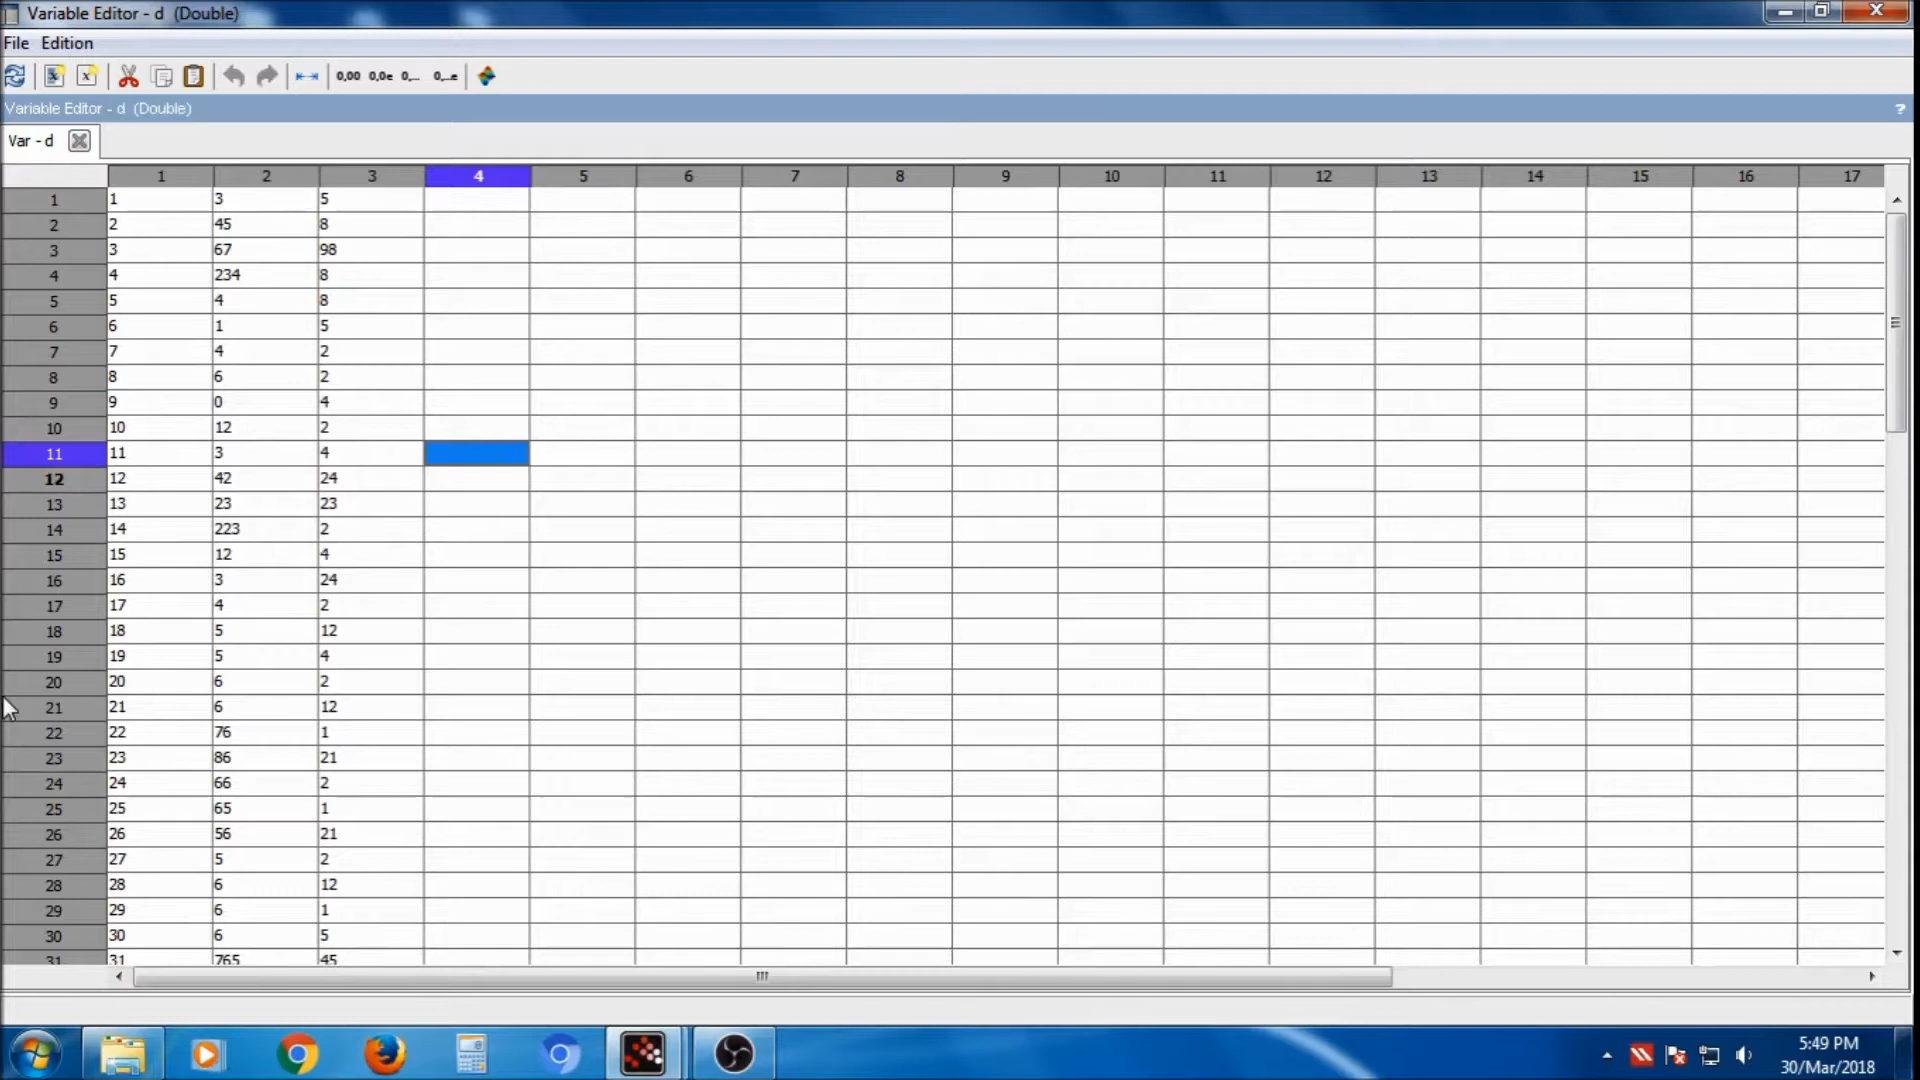 Variable Editor - d (Double)
File Edition
0,00 0,0e 0,... 0,...e
Variable Editor - d (Double) ?
Var - d
1 2 3 4 5 6 7 8 9 10 11 12 13 14 15 16 17
1 1 3 5
2 2 45 8
3 3 67 98
4 4 234 8
5 5 4 8
6 6 1 5
7 7 4 2
8 8 6 2
9 9 0 4
10 10 12 2
11 11 3 4
12 12 42 24
13 13 23 23
14 14 223 2
15 15 12 4
16 16 3 24
17 17 4 2
18 18 5 12
19 19 5 4
20 20 6 2
21 21 6 12
22 22 76 1
23 23 86 21
24 24 66 2
25 25 65 1
26 26 56 21
27 27 5 2
28 28 6 12
29 29 6 1
30 30 6 5
31 31 765 45
5:49 PM
30/Mar/2018